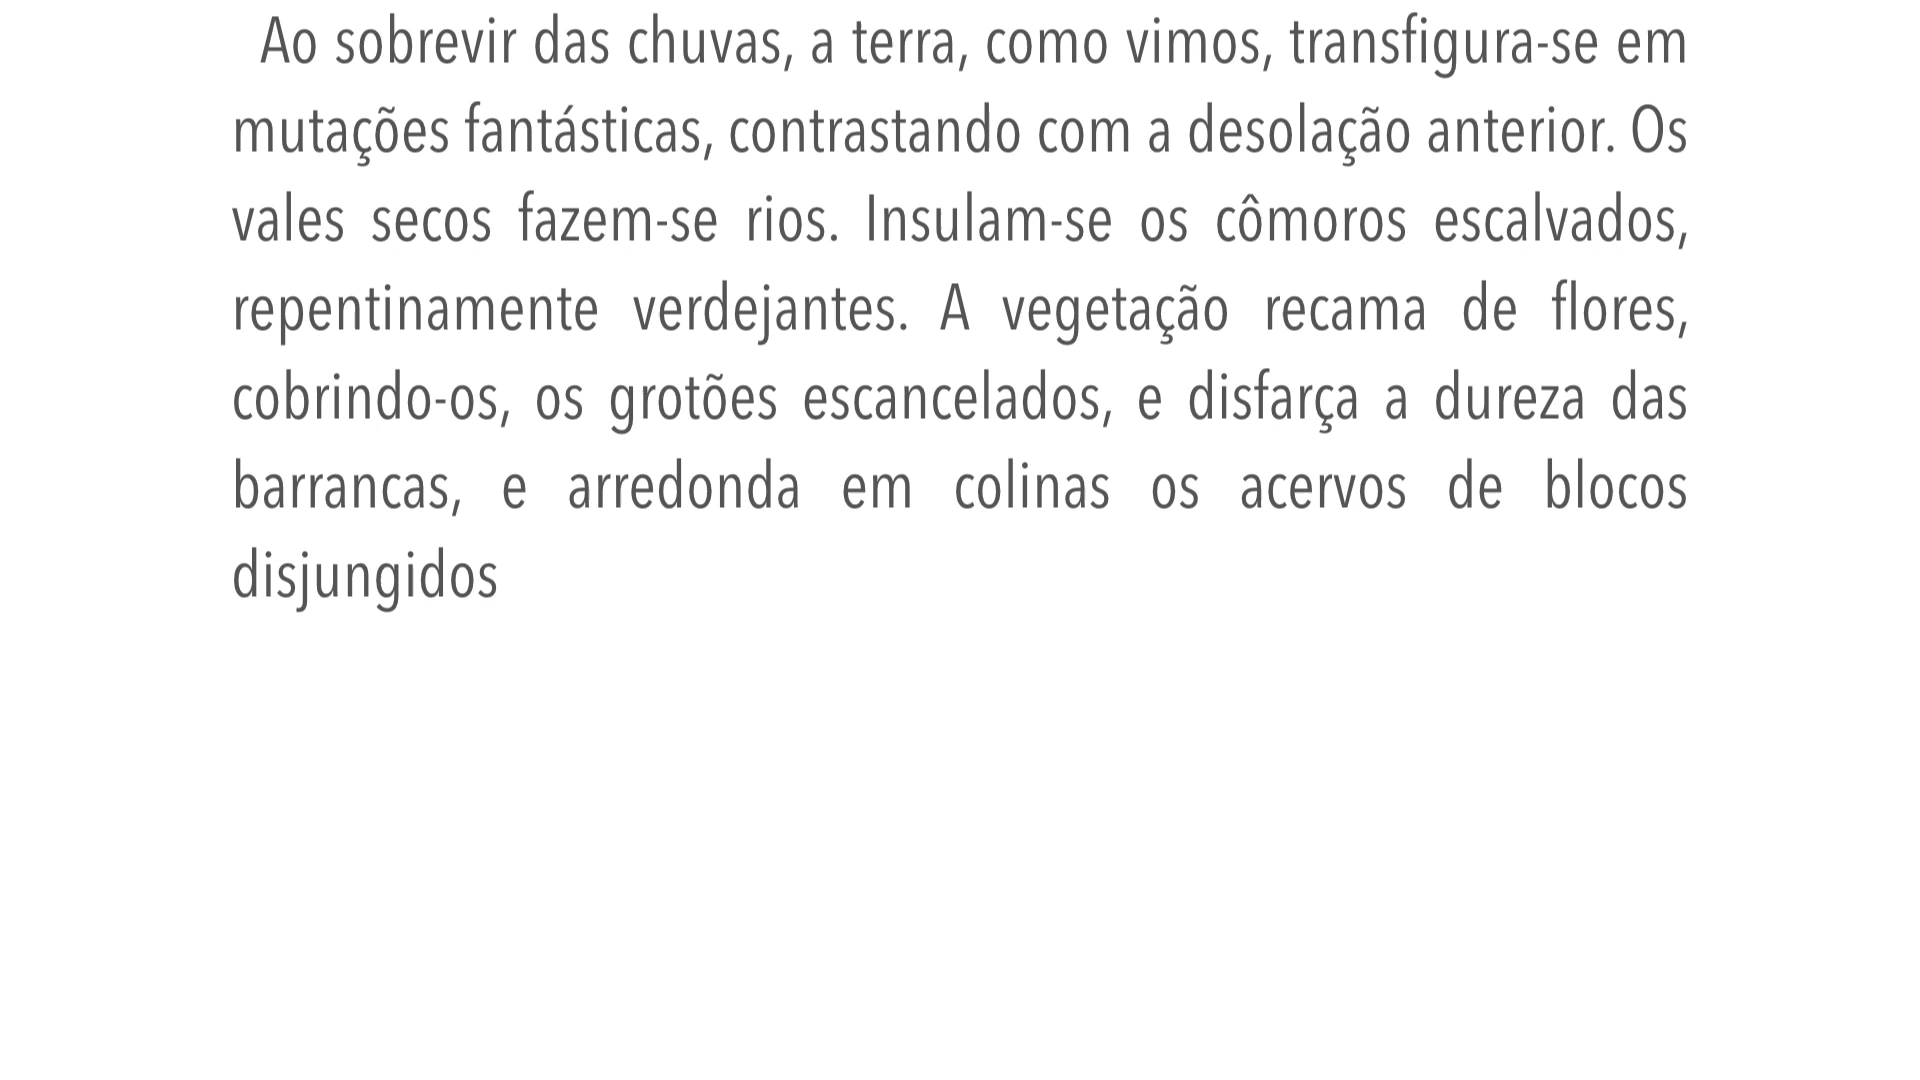 Ao sobrevir das chuvas, a terra, como vimos, transfigura-se em
mutações fantásticas, contrastando com a desolação anterior. Os
vales secos fazem-se rios. Insulam-se os cômoros escalvados,
repentinamente verdejantes. A vegetação recama de flores,
cobrindo-os, os grotões escancelados, e disfarça a dureza das
barrancas, e arredonda em colinas os acervos de blocos
disjungidos